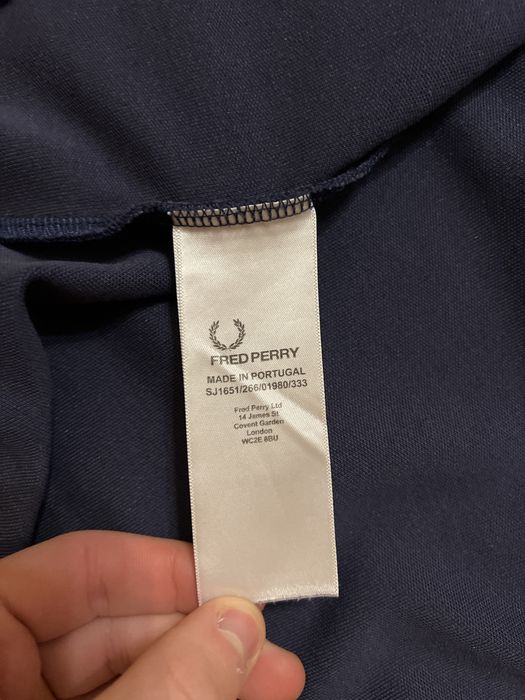 FRED PERRY
MADE IN PORTUGAL
SJ1651/266/01980/333
Fred Perry Ltd
14 James St
Covent Garden
London
WC2E 8BU